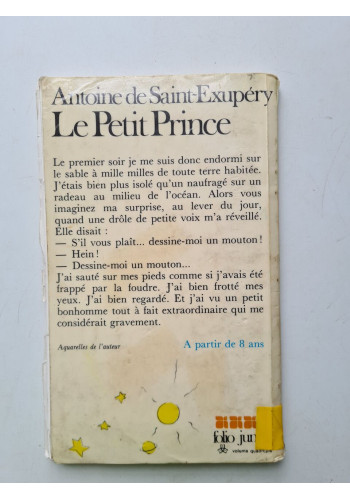 Antoine de Saint-Exupéry
Le Petit Prince
Le premier soir je me suis donc endormi sur
le sable à mille milles de toute terre habitée.
J'étais bien plus isolé qu'un naufragé sur un
radeau au milieu de l'océan. Alors vous
imaginez ma surprise, au lever du jour,
quand une drôle de petite voix m'a réveillé.
Elle disait :
— S'il vous plaît... dessine-moi un mouton !
— Hein !
— Dessine-moi un mouton...
J'ai sauté sur mes pieds comme si j'avais été
frappé par la foudre. J'ai bien frotté mes
yeux. J'ai bien regardé. Et j'ai vu un petit
bonhomme tout à fait extraordinaire qui me
considérait gravement.
Aquarelles de l'auteur
A partir de 8 ans
folio jun
volume